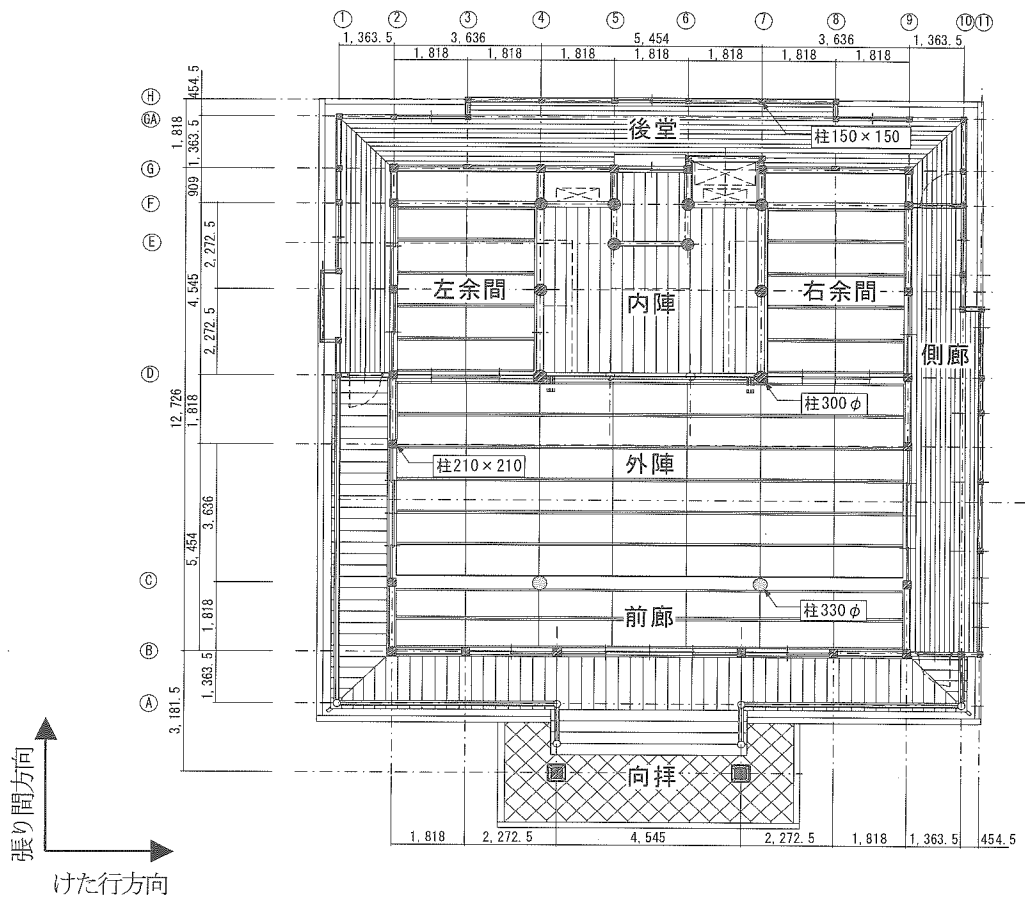 ① ② ③ ④ ⑤ ⑥ ⑦ ⑧ ⑨ ⑩ ⑪
1,363.5 3,636 5,454 3,636 1,363.5
1,818 1,818 1,818 1,818 1,818 1,818 1,818
454.5
Ⓗ
GA
1,818
1,363.5
後堂
柱150×150
Ⓖ
909
Ⓕ
Ⓔ
2,272.5
4,545
左余間
内陣
右余間
2,272.5
側廊
Ⓓ
12,726
1,818
柱300φ
柱210×210
外陣
3,636
5,454
Ⓒ
1,818
前廊
柱330φ
Ⓑ
1,363.5
Ⓐ
3,181.5
向拝
1,818 2,272.5 4,545 2,272.5 1,818 1,363.5 454.5
張り間方向
けた行方向